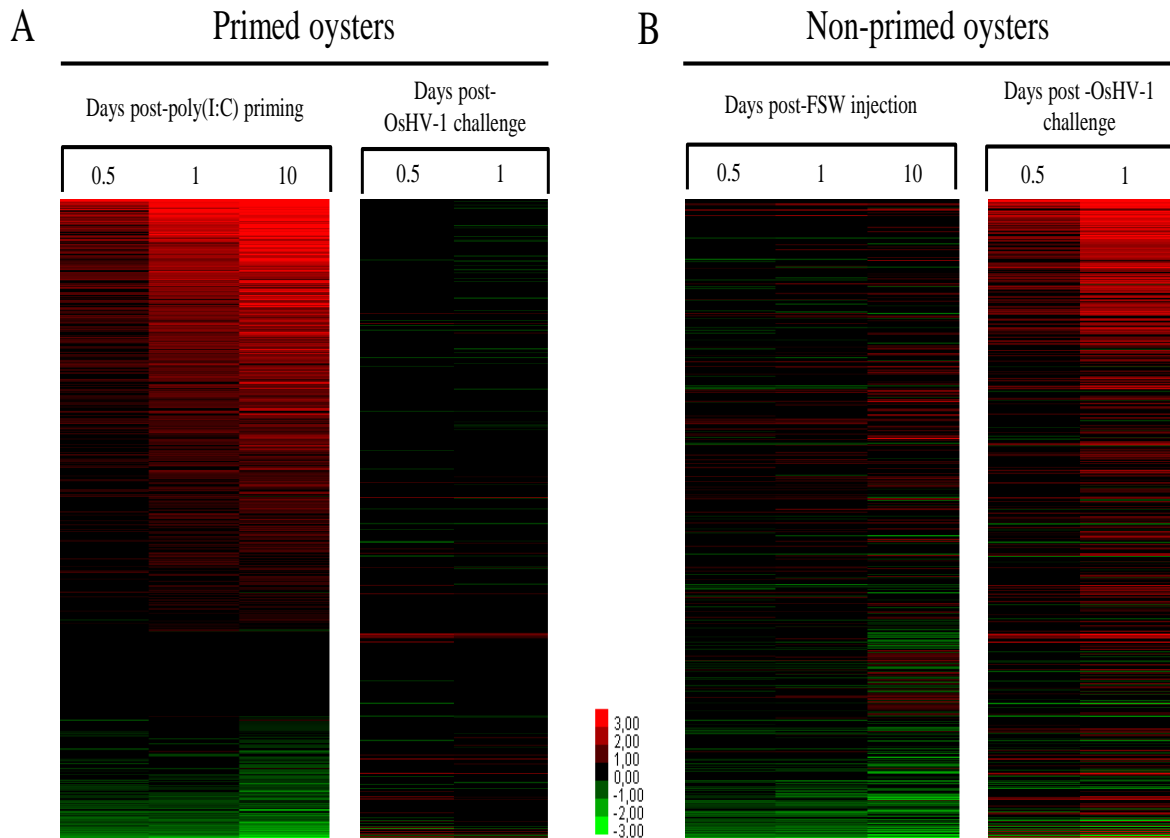 A
Primed oysters
Days post-poly(I:C) priming
Days post-
OsHV-1 challenge
0.5 1 10
0.5 1
3,00
2,00
1,00
0,00
-1,00
-2,00
-3.00
B
Non-primed oysters
Days post-FSW injection
Days post -OsHV-1
challenge
0.5 1 10
0.5 1